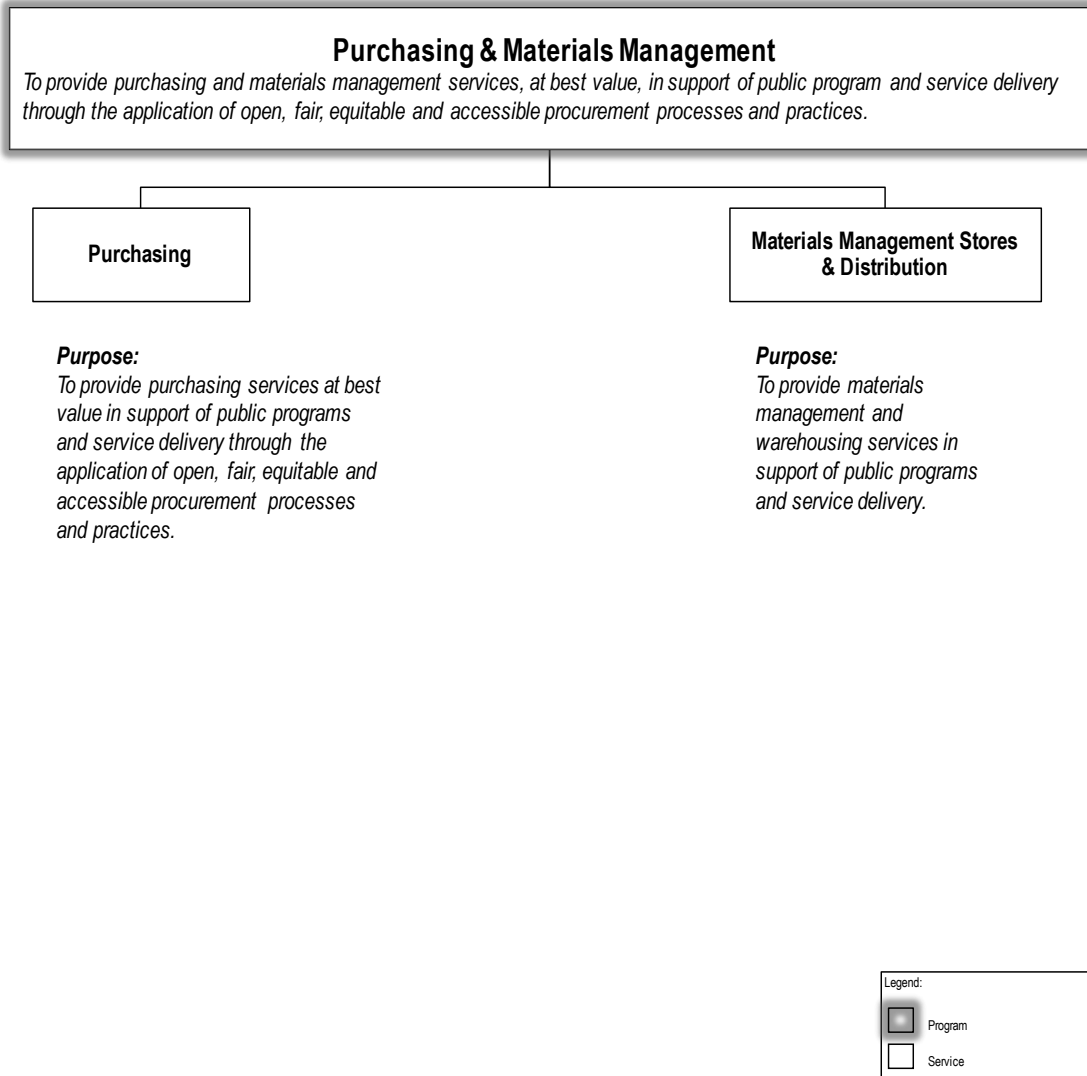 Purchasing & Materials Management
To provide purchasing and materials management services, at best value, in support of public program and service delivery
through the application of open, fair, equitable and accessible procurement processes and practices.
Purchasing
Materials Management Stores
& Distribution
Purpose:
To provide purchasing services at best
value in support of public programs
and service delivery through the
application of open, fair, equitable and
accessible procurement processes
and practices.
Purpose:
To provide materials
management and
warehousing services in
support of public programs
and service delivery.
Legend:
Program
Service